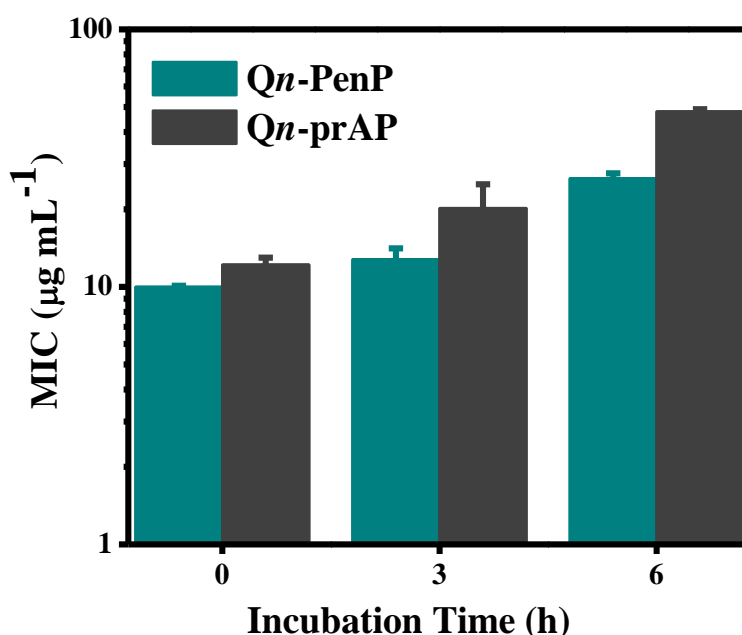 100
Qn-PenP
Qn-prAP
10
1
MIC (µg mL-1)
0 3 6
Incubation Time (h)